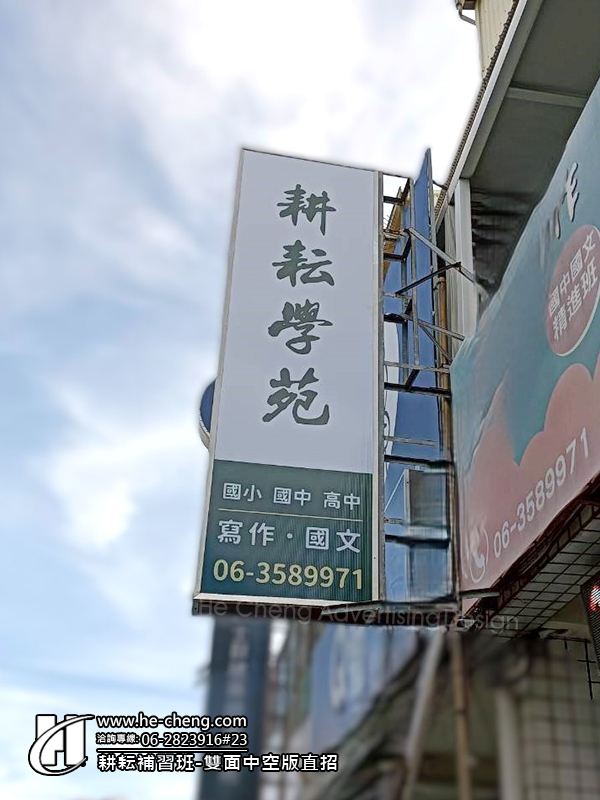 耕耘學苑
國小 國中 高中
寫作·國文
06-3589971
國中國文
精進班
06-3589971
He Cheng Advertising Design
www.he-cheng.com
洽詢專線:06-2823916#23
耕耘補習班-雙面中空版直招